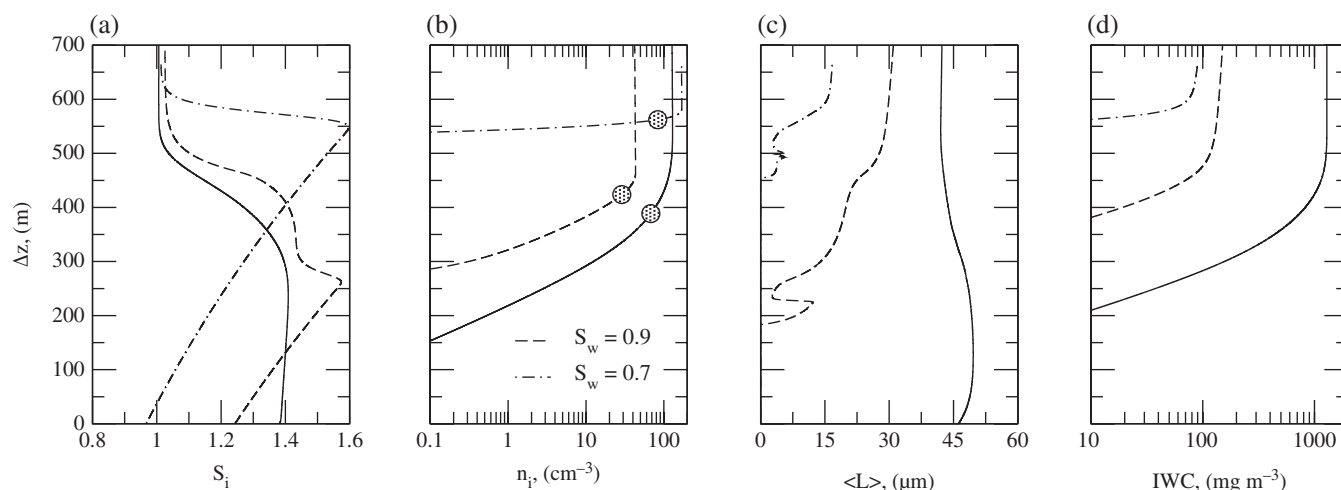 (a) (b) (c) (d)
700 600 500 400 300 200 100 0
Δz, (m)
S_w = 0.9
S_w = 0.7
0.8 1 1.2 1.4 1.6
0.1 1 10 100
0 15 30 45 60
10 100 1000
S_i
n_i, (cm⁻³)
<L>, (μm)
IWC, (mg m⁻³)